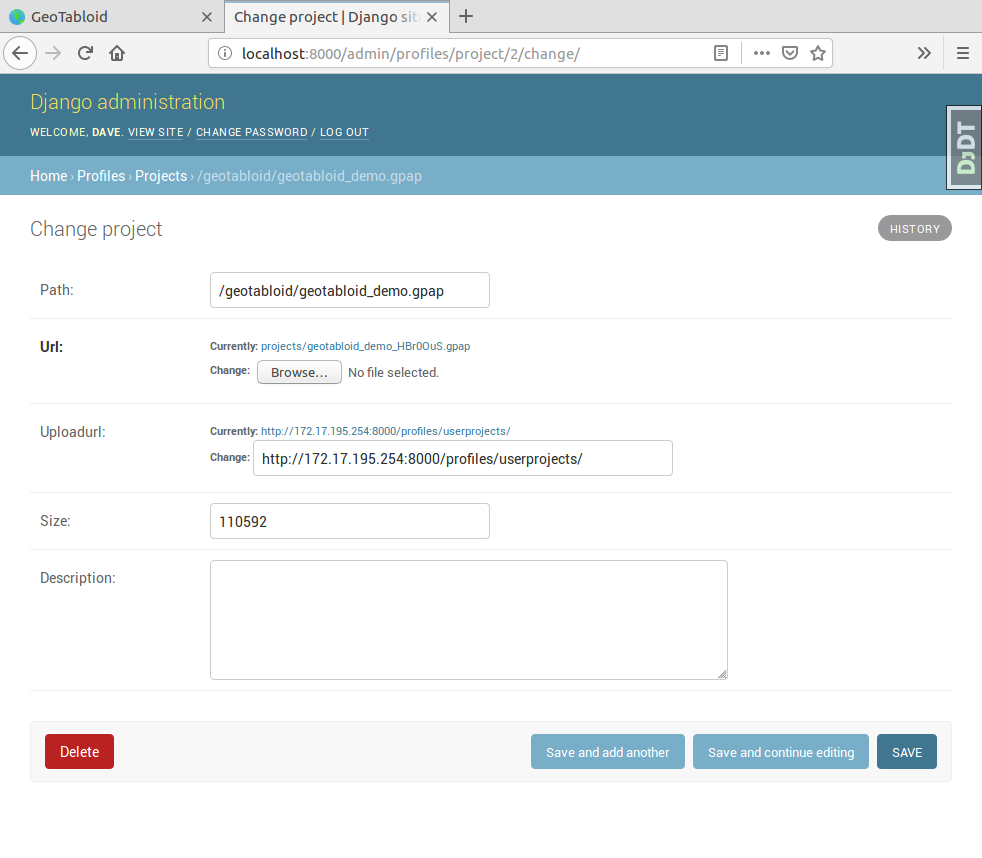 GeoTabloid
Change project | Django sit
localhost:8000/admin/profiles/project/2/change/
Django administration
WELCOME, DAVE. VIEW SITE / CHANGE PASSWORD / LOG OUT
DJDT
Home › Profiles › Projects › /geotabloid/geotabloid_demo.gpap
Change project
HISTORY
Path:
/geotabloid/geotabloid_demo.gpap
Url:
Currently: projects/geotabloid_demo_HBr0OuS.gpap
Change: Browse... No file selected.
Uploadurl:
Currently: http://172.17.195.254:8000/profiles/userprojects/
Change: http://172.17.195.254:8000/profiles/userprojects/
Size:
110592
Description:
Delete
Save and add another
Save and continue editing
SAVE